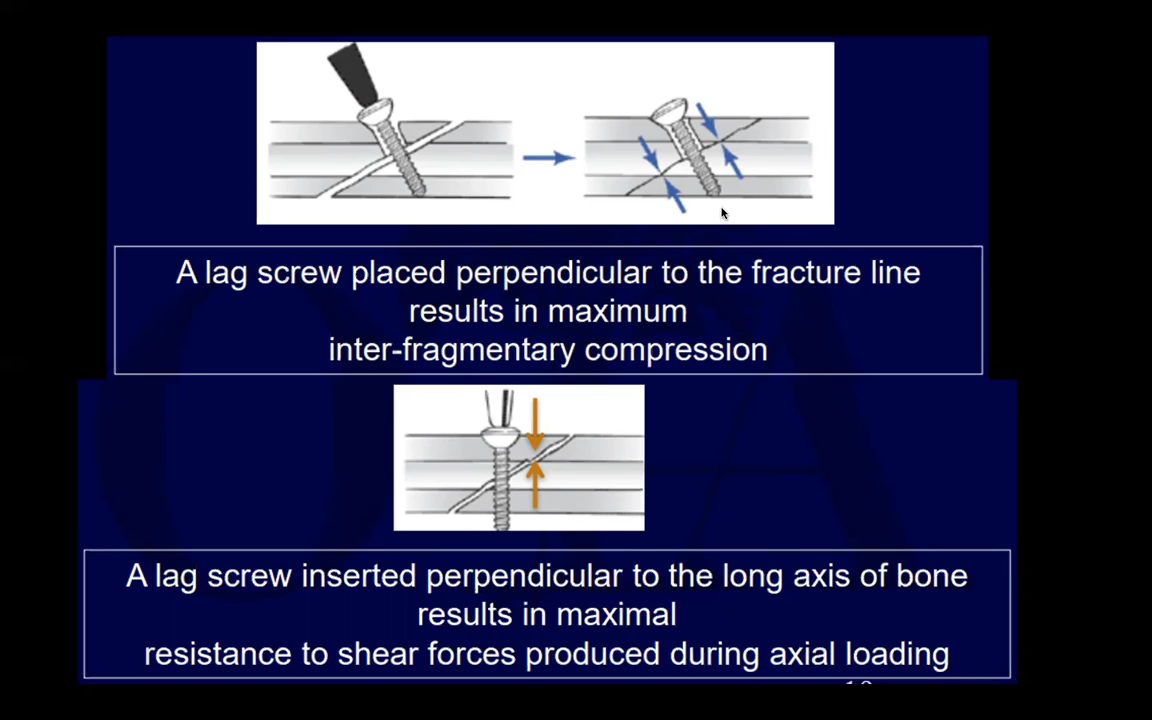 A lag screw placed perpendicular to the fracture line
results in maximum
inter-fragmentary compression
A lag screw inserted perpendicular to the long axis of bone
results in maximal
resistance to shear forces produced during axial loading